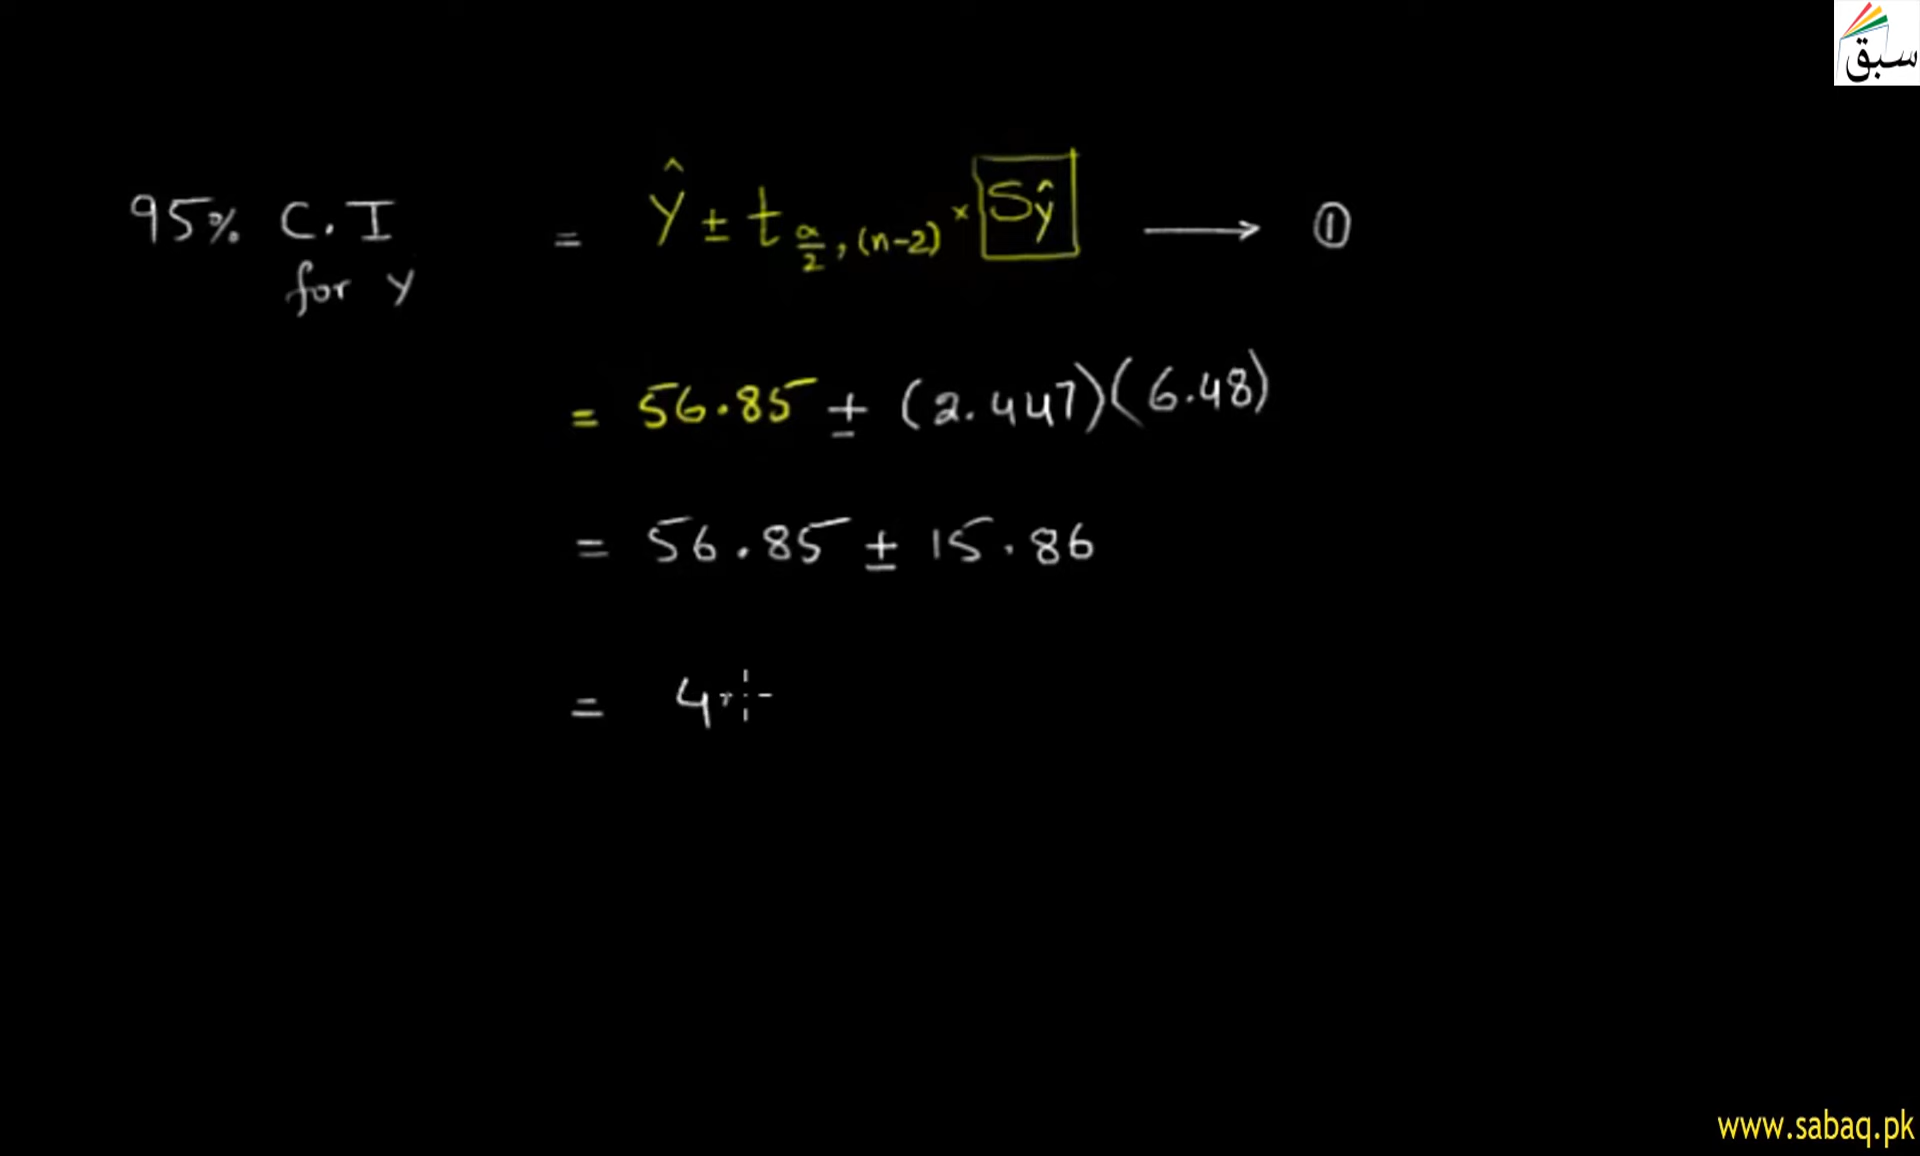 سبق
95% C.I = Ŷ ± t α/2, (n-2) × Sŷ ⟶ ①
for Y
= 56.85 ± (2.447)(6.48)
= 56.85 ± 15.86
= 4
www.sabaq.pk